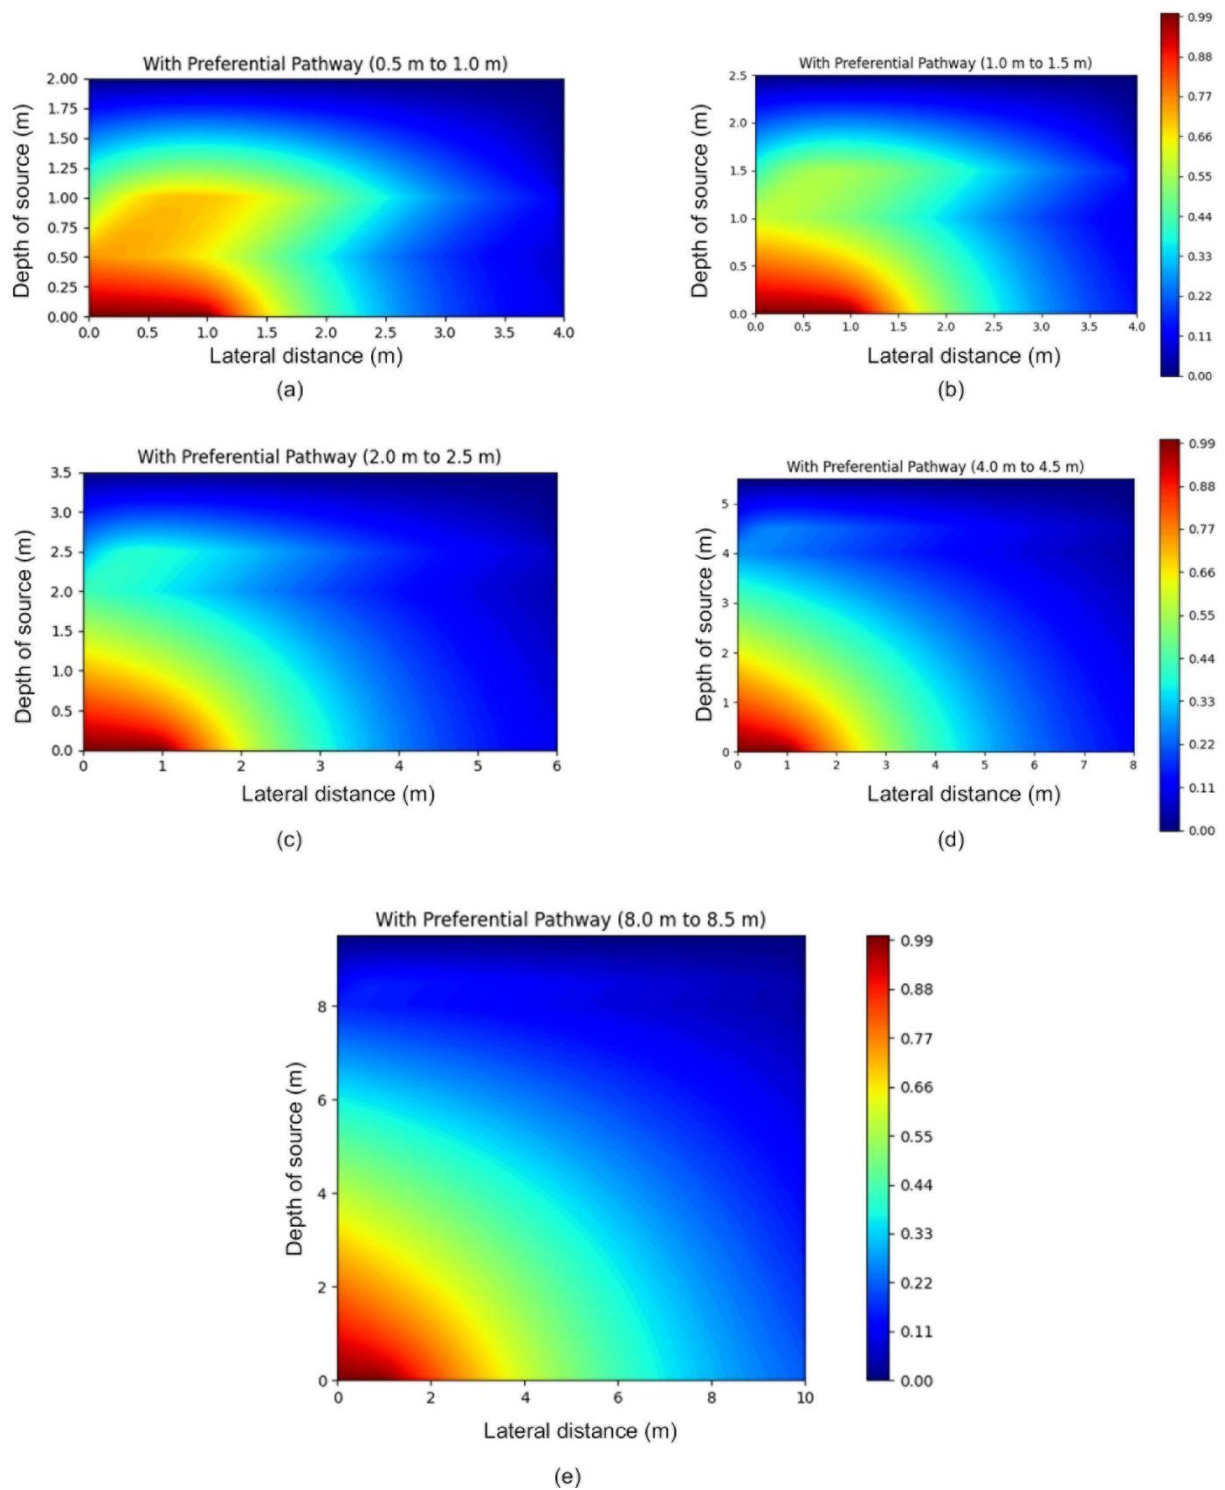 With Preferential Pathway (0.5 m to 1.0 m)
2.00
1.75
1.50
1.25
1.00
0.75
0.50
0.25
0.00
Depth of source (m)
0.0 0.5 1.0 1.5 2.0 2.5 3.0 3.5 4.0
Lateral distance (m)
(a)
With Preferential Pathway (1.0 m to 1.5 m)
2.5
2.0
1.5
1.0
0.5
0.0
Depth of source (m)
0.0 0.5 1.0 1.5 2.0 2.5 3.0 3.5 4.0
Lateral distance (m)
(b)
0.99
0.88
0.77
0.66
0.55
0.44
0.33
0.22
0.11
0.00
With Preferential Pathway (2.0 m to 2.5 m)
3.5
3.0
2.5
2.0
1.5
1.0
0.5
0.0
Depth of source (m)
0 1 2 3 4 5 6
Lateral distance (m)
(c)
With Preferential Pathway (4.0 m to 4.5 m)
5
4
3
2
1
0
Depth of source (m)
0 1 2 3 4 5 6 7 8
Lateral distance (m)
(d)
0.99
0.88
0.77
0.66
0.55
0.44
0.33
0.22
0.11
0.00
With Preferential Pathway (8.0 m to 8.5 m)
8
6
4
2
0
Depth of source (m)
0 2 4 6 8 10
Lateral distance (m)
(e)
0.99
0.88
0.77
0.66
0.55
0.44
0.33
0.22
0.11
0.00